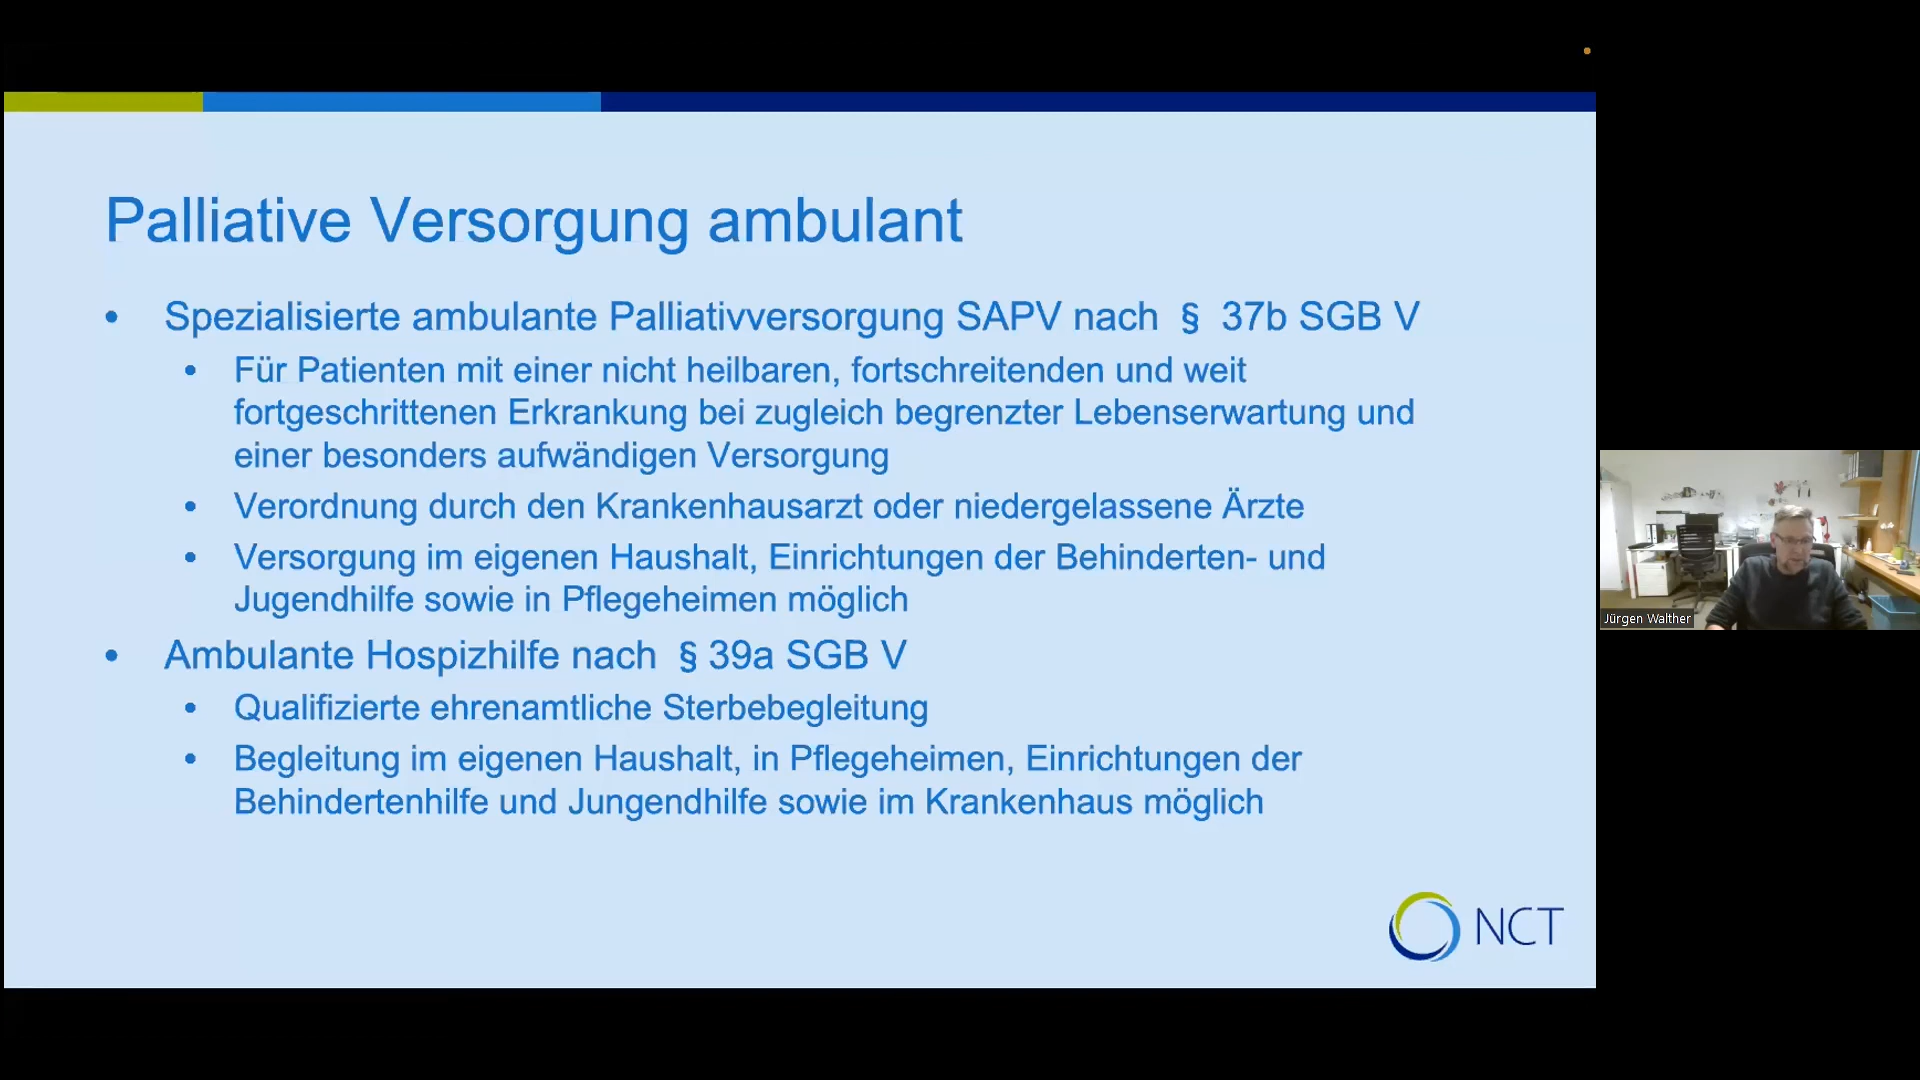 Palliative Versorgung ambulant
• Spezialisierte ambulante Palliativversorgung SAPV nach § 37b SGB V
• Für Patienten mit einer nicht heilbaren, fortschreitenden und weit
fortgeschrittenen Erkrankung bei zugleich begrenzter Lebenserwartung und
einer besonders aufwändigen Versorgung
• Verordnung durch den Krankenhausarzt oder niedergelassene Ärzte
• Versorgung im eigenen Haushalt, Einrichtungen der Behinderten- und
Jugendhilfe sowie in Pflegeheimen möglich
• Ambulante Hospizhilfe nach § 39a SGB V
• Qualifizierte ehrenamtliche Sterbebegleitung
• Begleitung im eigenen Haushalt, in Pflegeheimen, Einrichtungen der
Behindertenhilfe und Jungendhilfe sowie im Krankenhaus möglich
NCT
Jürgen Walther